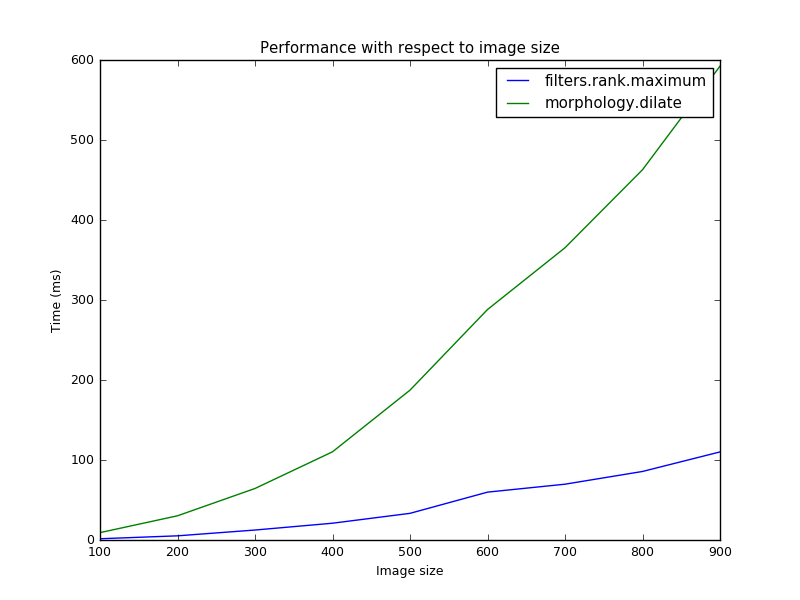 Performance with respect to image size
filters.rank.maximum
morphology.dilate
600
500
400
300
200
100
0
Time (ms)
100 200 300 400 500 600 700 800 900
Image size